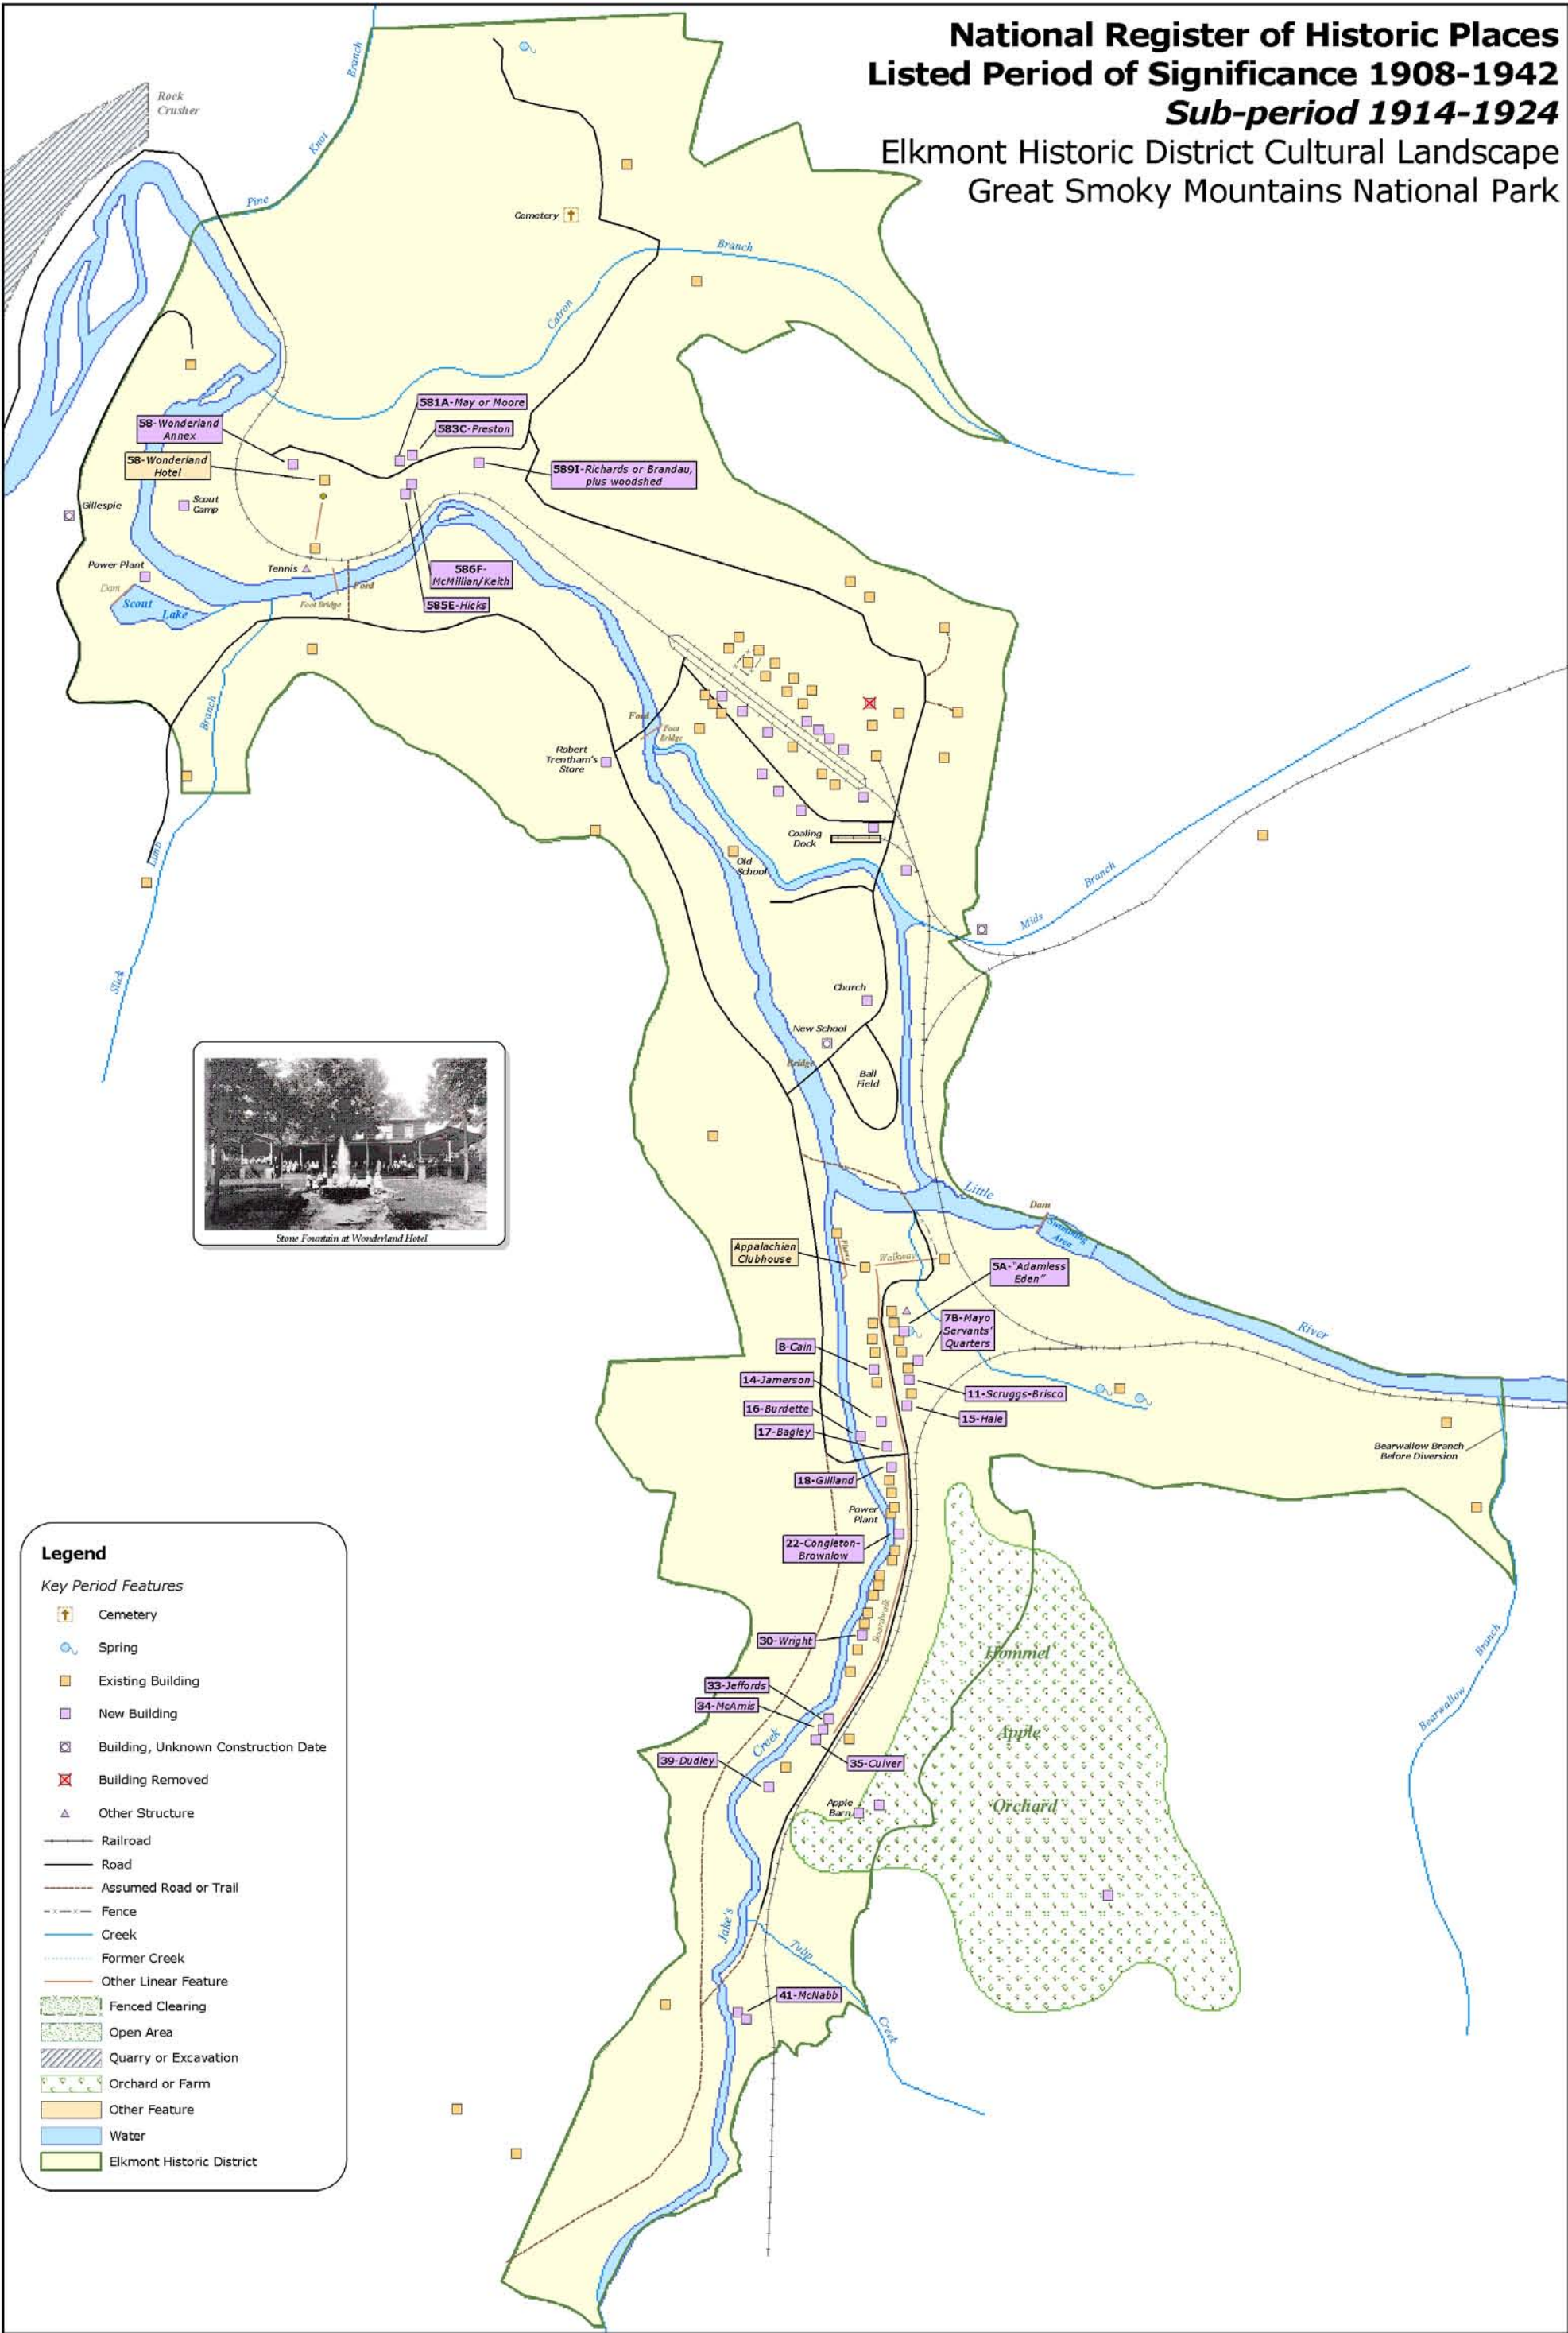 National Register of Historic Places
Listed Period of Significance 1908-1942
Sub-period 1914-1924
Elkmont Historic District Cultural Landscape
Great Smoky Mountains National Park
Rock
Crusher
Branch
Knot
Pine
Cemetery
Branch
Catron
581A-May or Moore
583C-Preston
58-Wonderland
Annex
58-Wonderland
Hotel
589I-Richards or Brandau,
plus woodshed
Gillespie
Scout
Camp
Power Plant
Tennis
Dam
Scout
Lake
Foot Bridge
Ford
586F-
McMillian/Keith
585E-Hicks
Branch
Limb
Slick
Ford
Foot
Bridge
Robert
Trentham's
Store
Coaling
Dock
Old
School
Branch
Mids
Church
New School
Bridge
Ball
Field
Stone Fountain at Wonderland Hotel
Little
Dam
Swimming
Area
River
Appalachian
Clubhouse
Flume
Walkway
5A-"Adamless
Eden"
7B-Mayo
Servants'
Quarters
8-Cain
14-Jamerson
11-Scruggs-Brisco
16-Burdette
15-Hale
17-Bagley
18-Gilliand
Bearwallow Branch
Before Diversion
Power
Plant
22-Congleton-
Brownlow
Boardwalk
30-Wright
Hommel
Apple
Orchard
33-Jeffords
34-McAmis
Creek
39-Dudley
35-Culver
Apple
Barn
Branch
Bearwallow
Jake's
Tulip
Creek
41-McNabb
Legend
Key Period Features
Cemetery
Spring
Existing Building
New Building
Building, Unknown Construction Date
Building Removed
Other Structure
Railroad
Road
Assumed Road or Trail
Fence
Creek
Former Creek
Other Linear Feature
Fenced Clearing
Open Area
Quarry or Excavation
Orchard or Farm
Other Feature
Water
Elkmont Historic District